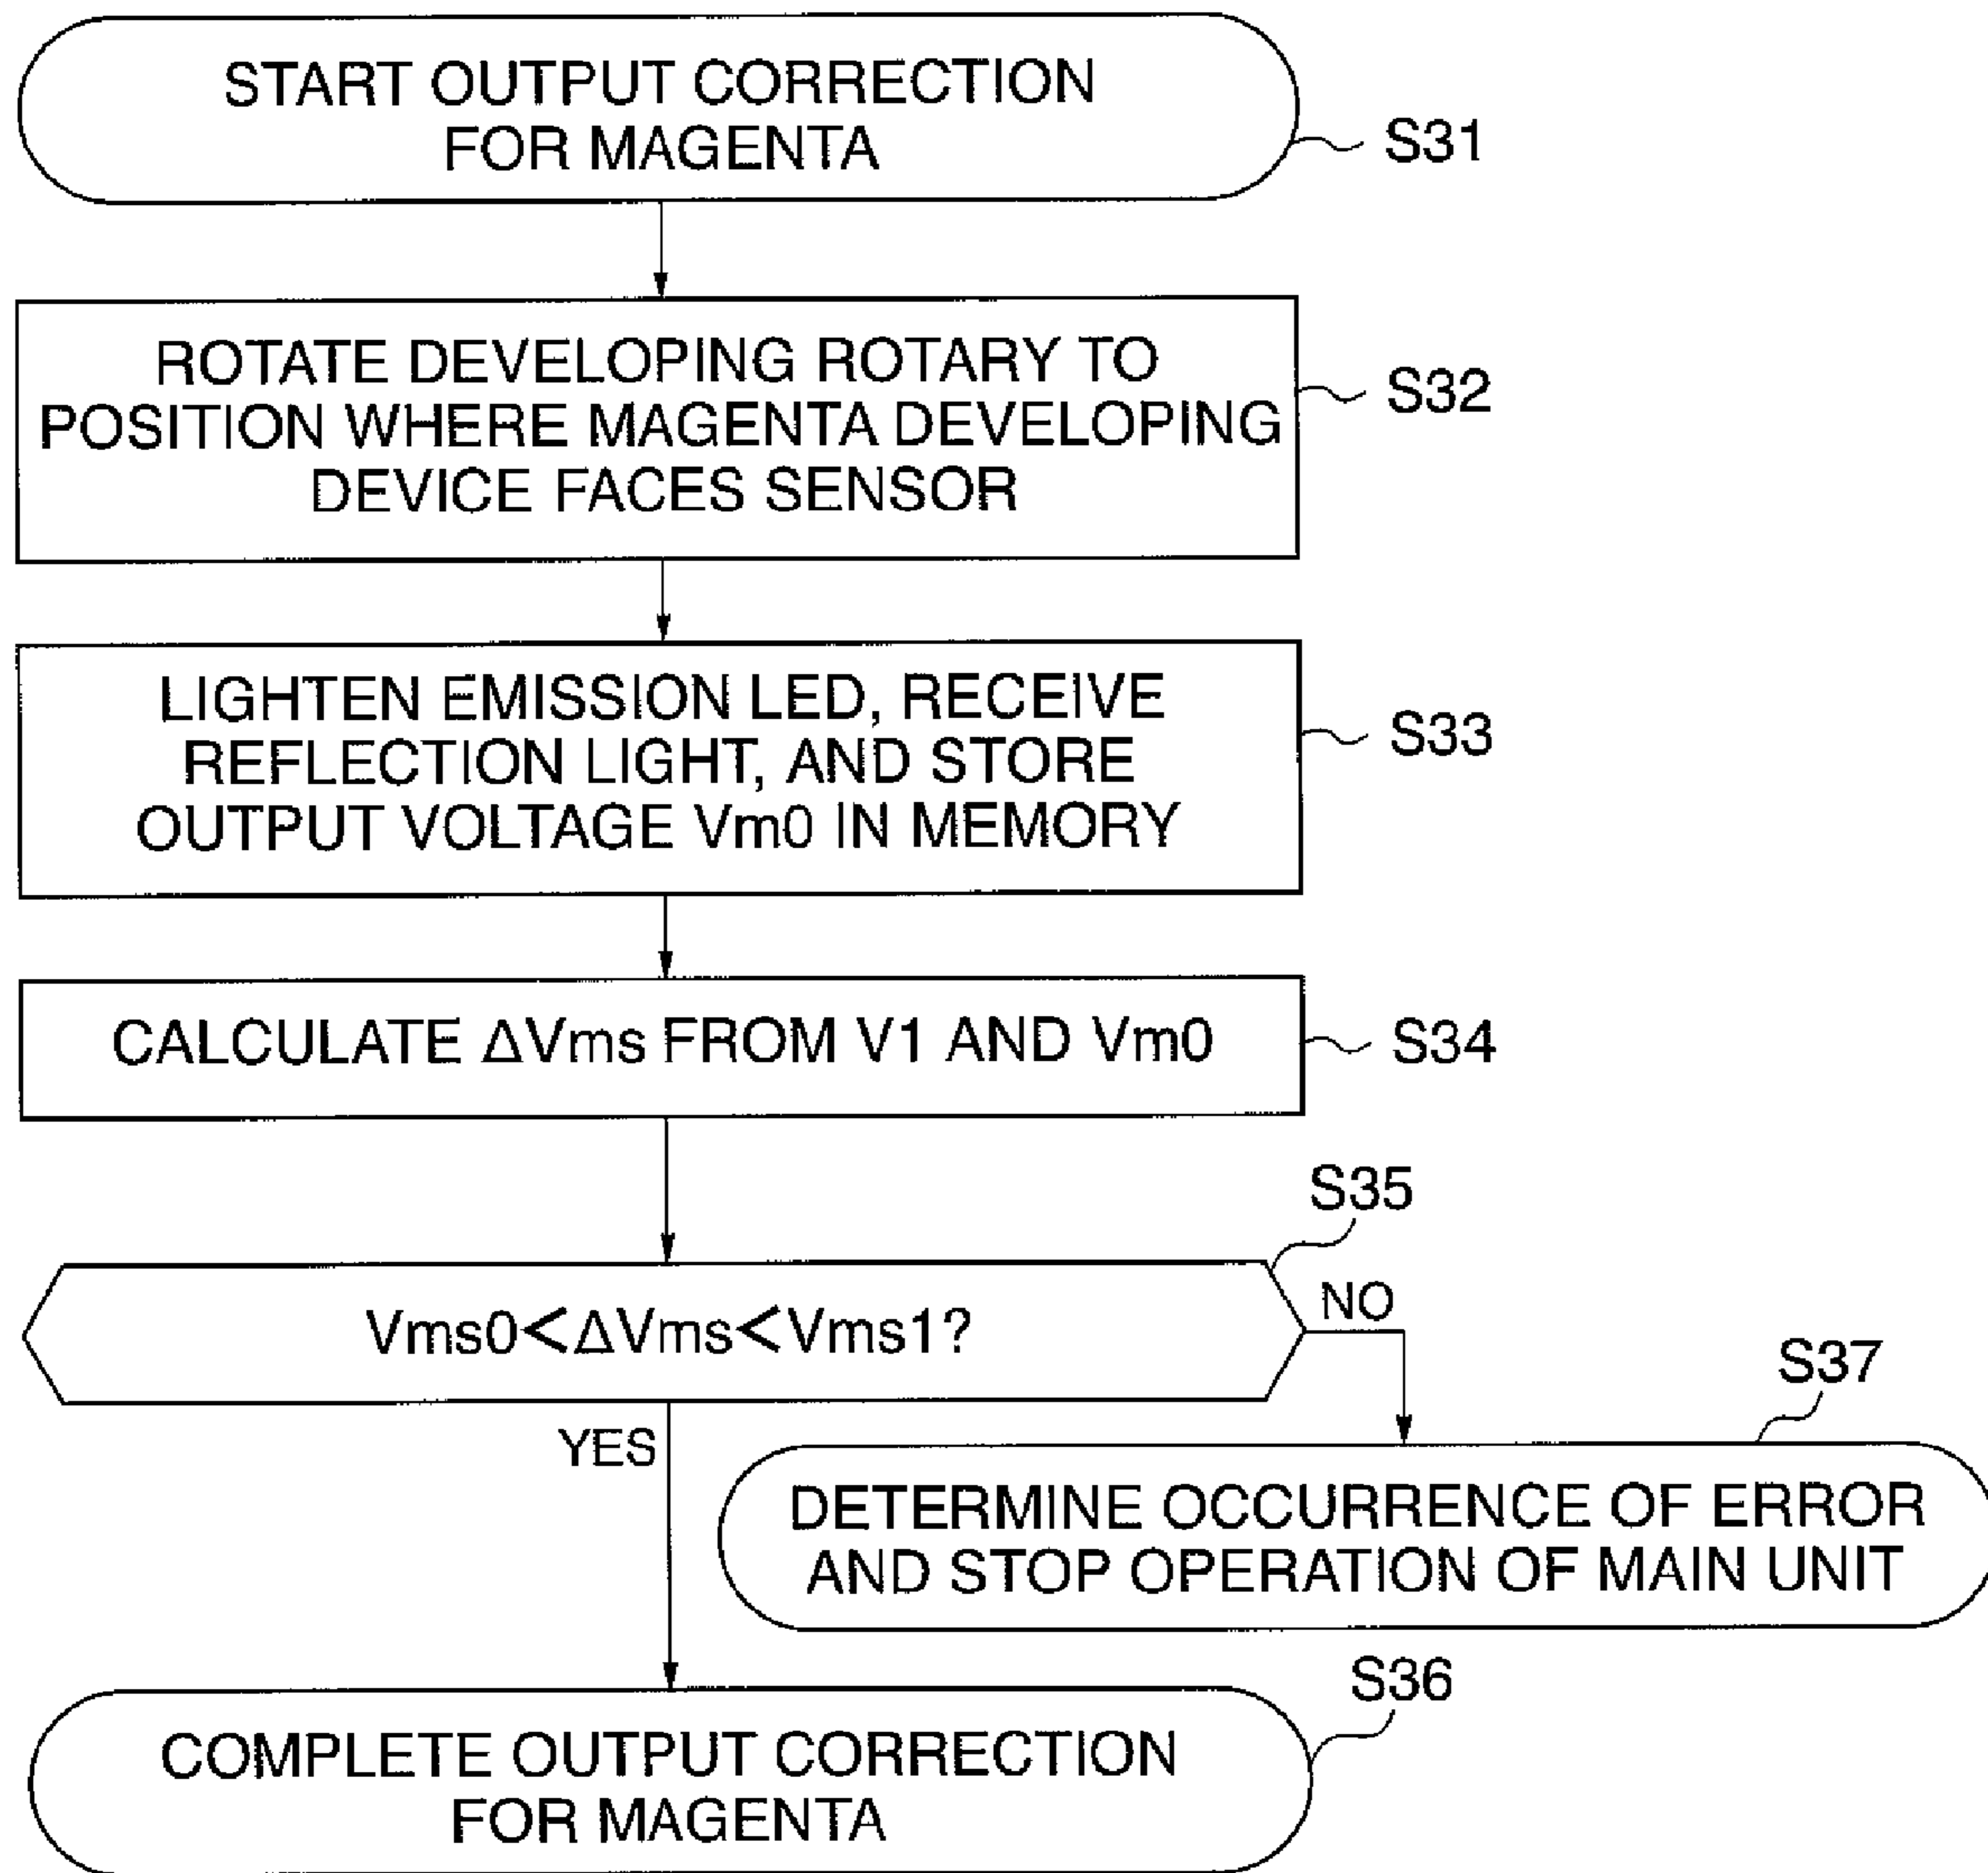 START OUTPUT CORRECTION
FOR MAGENTA
S31
ROTATE DEVELOPING ROTARY TO
POSITION WHERE MAGENTA DEVELOPING
DEVICE FACES SENSOR
S32
LIGHTEN EMISSION LED, RECEIVE
REFLECTION LIGHT, AND STORE
OUTPUT VOLTAGE Vm0 IN MEMORY
S33
CALCULATE ΔVms FROM V1 AND Vm0
S34
S35
Vms0<ΔVms<Vms1?
NO
YES
S37
DETERMINE OCCURRENCE OF ERROR
AND STOP OPERATION OF MAIN UNIT
S36
COMPLETE OUTPUT CORRECTION
FOR MAGENTA